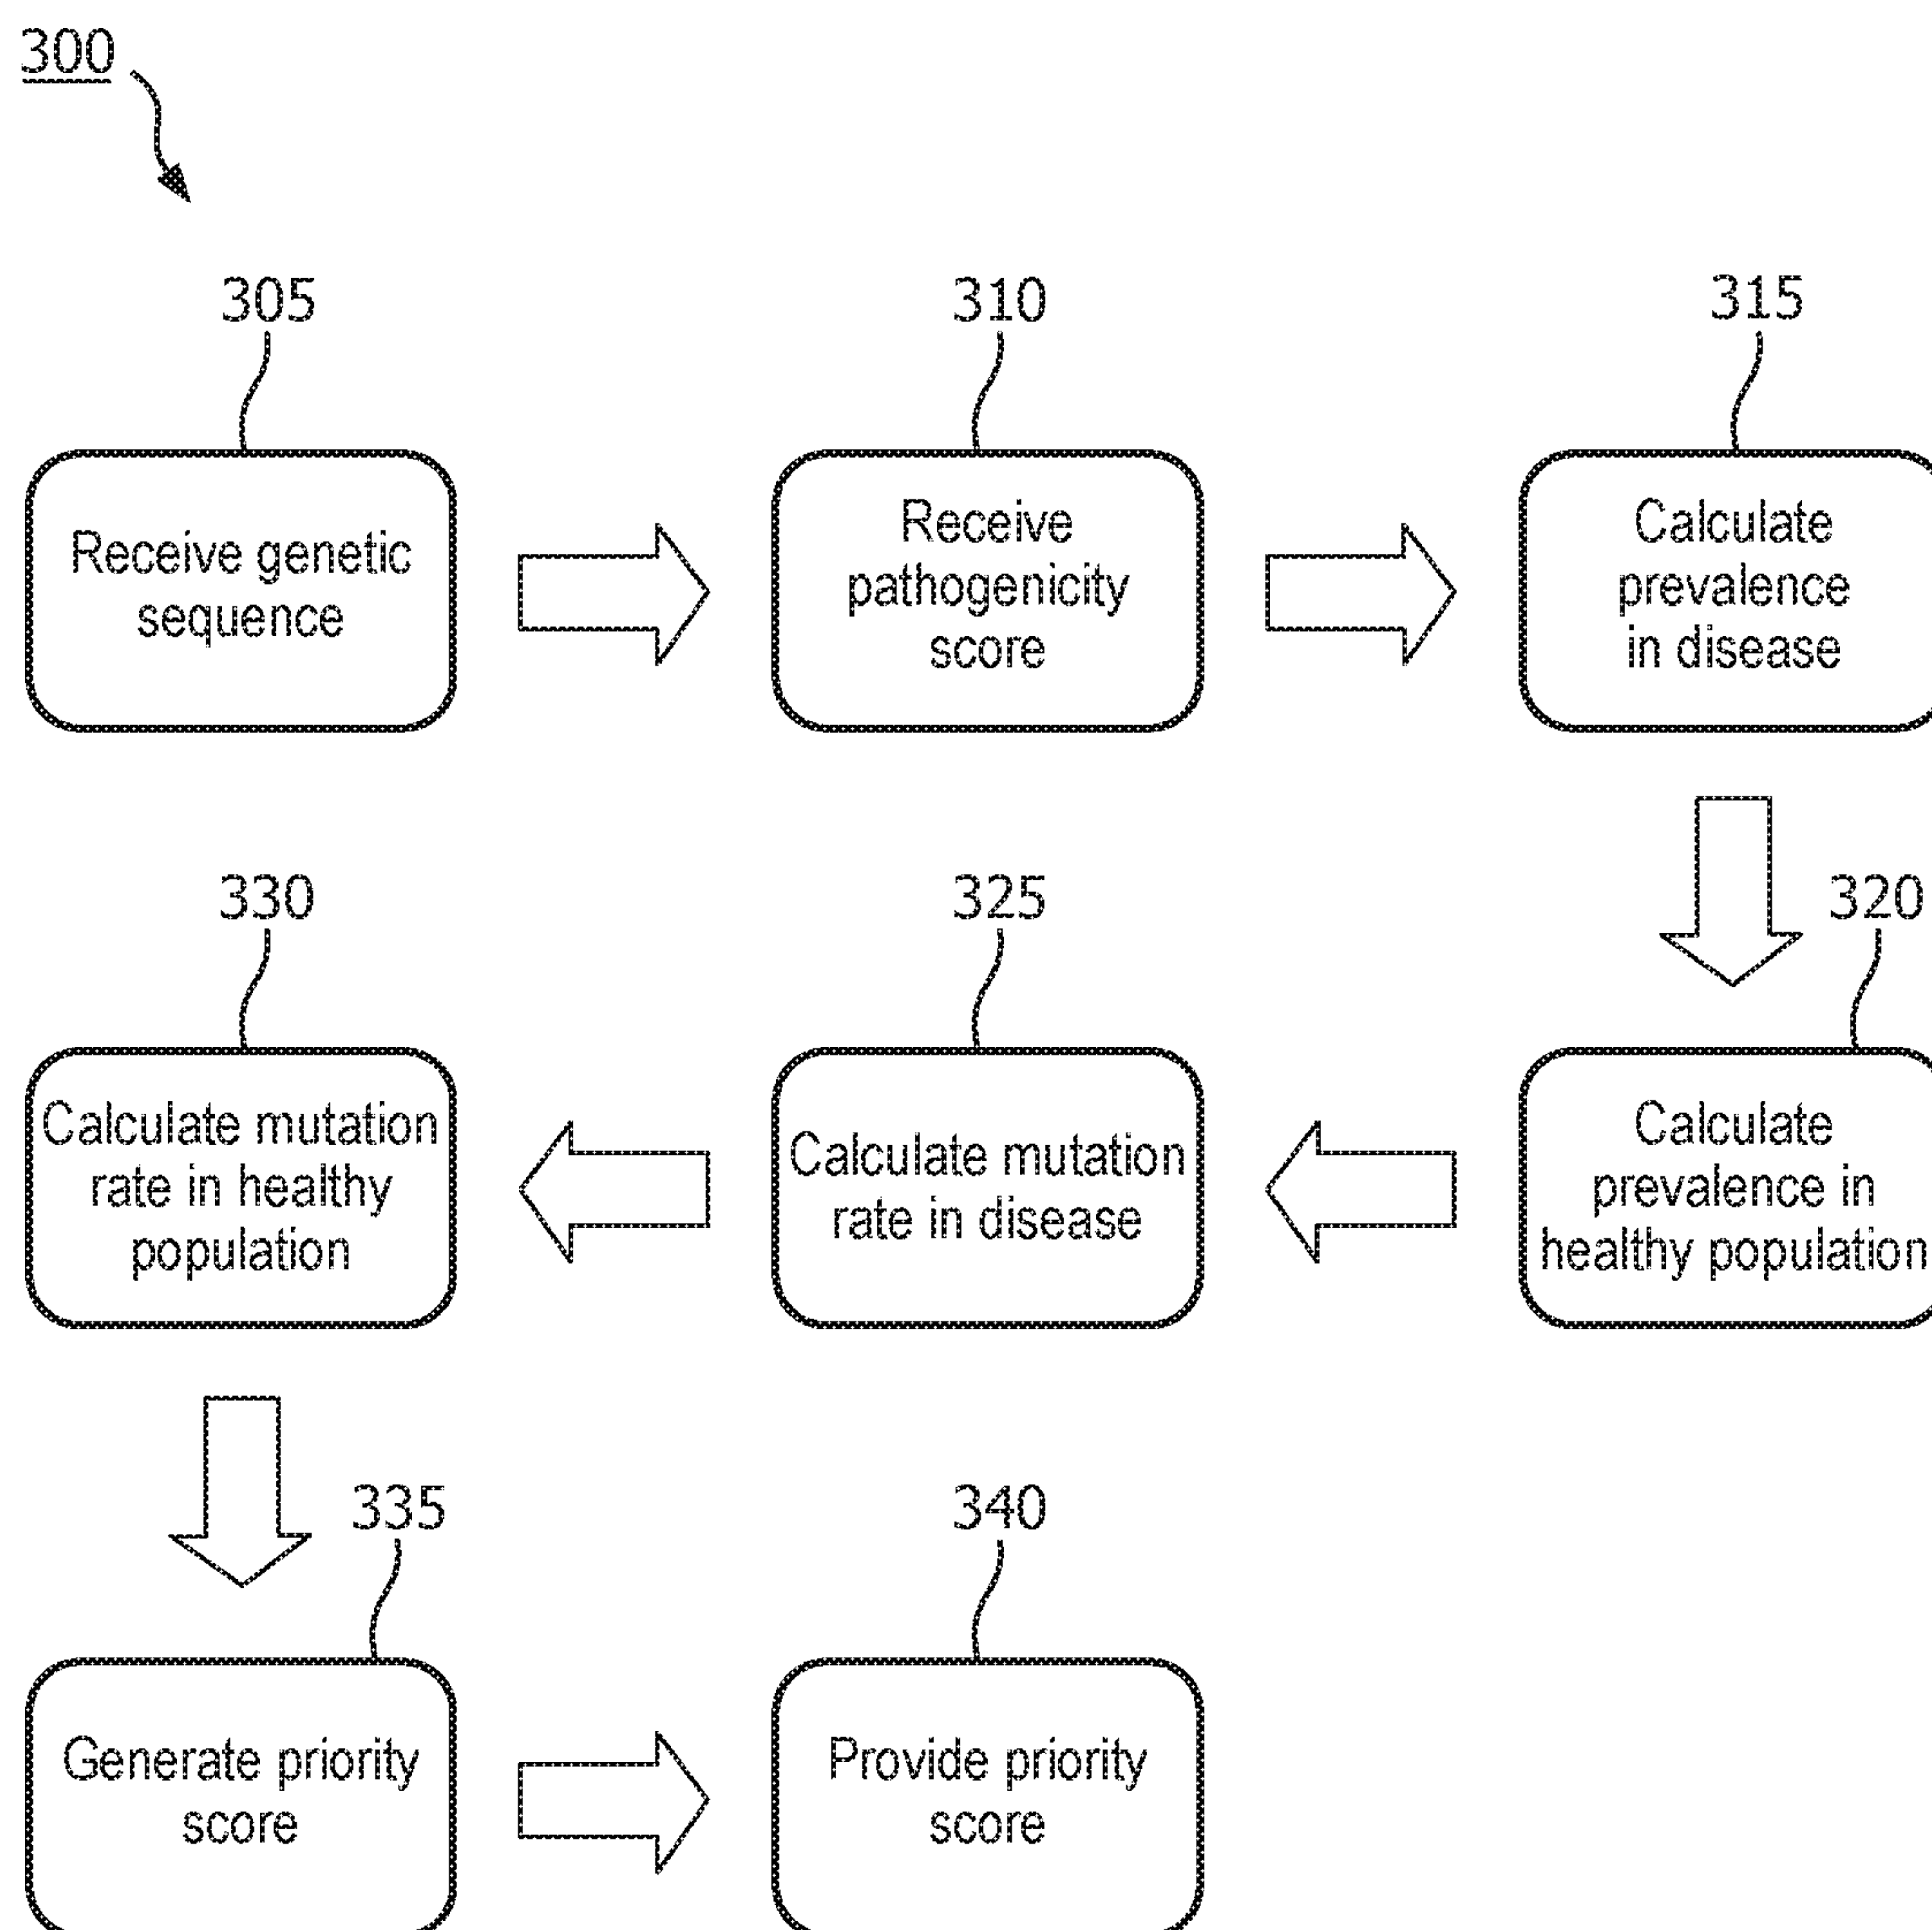 300
305
310
315
Receive genetic
sequence
Receive
pathogenicity
score
Calculate
prevalence
in disease
330
325
320
Calculate mutation
rate in healthy
population
Calculate mutation
rate in disease
Calculate
prevalence in
healthy population
335
340
Generate priority
score
Provide priority
score